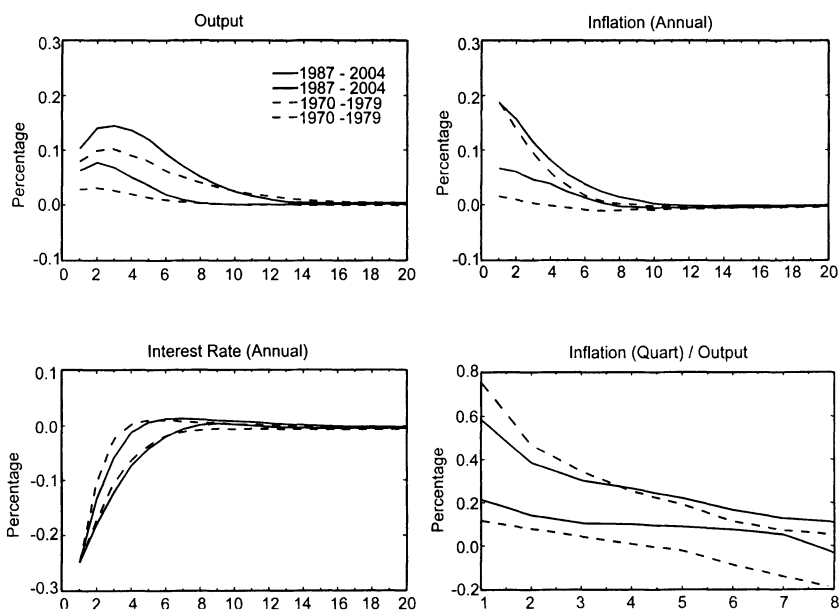 Output
Percentage
0.3
0.2
0.1
0.0
-0.1
0 2 4 6 8 10 12 14 16 18 20
1987 - 2004
1987 - 2004
1970 -1979
1970 -1979
Inflation (Annual)
Percentage
0.3
0.2
0.1
0.0
-0.1
0 2 4 6 8 10 12 14 16 18 20
Interest Rate (Annual)
Percentage
0.1
0.0
-0.1
-0.2
-0.3
0 2 4 6 8 10 12 14 16 18 20
Inflation (Quart) / Output
Percentage
0.8
0.6
0.4
0.2
0.0
-0.2
1 2 3 4 5 6 7 8